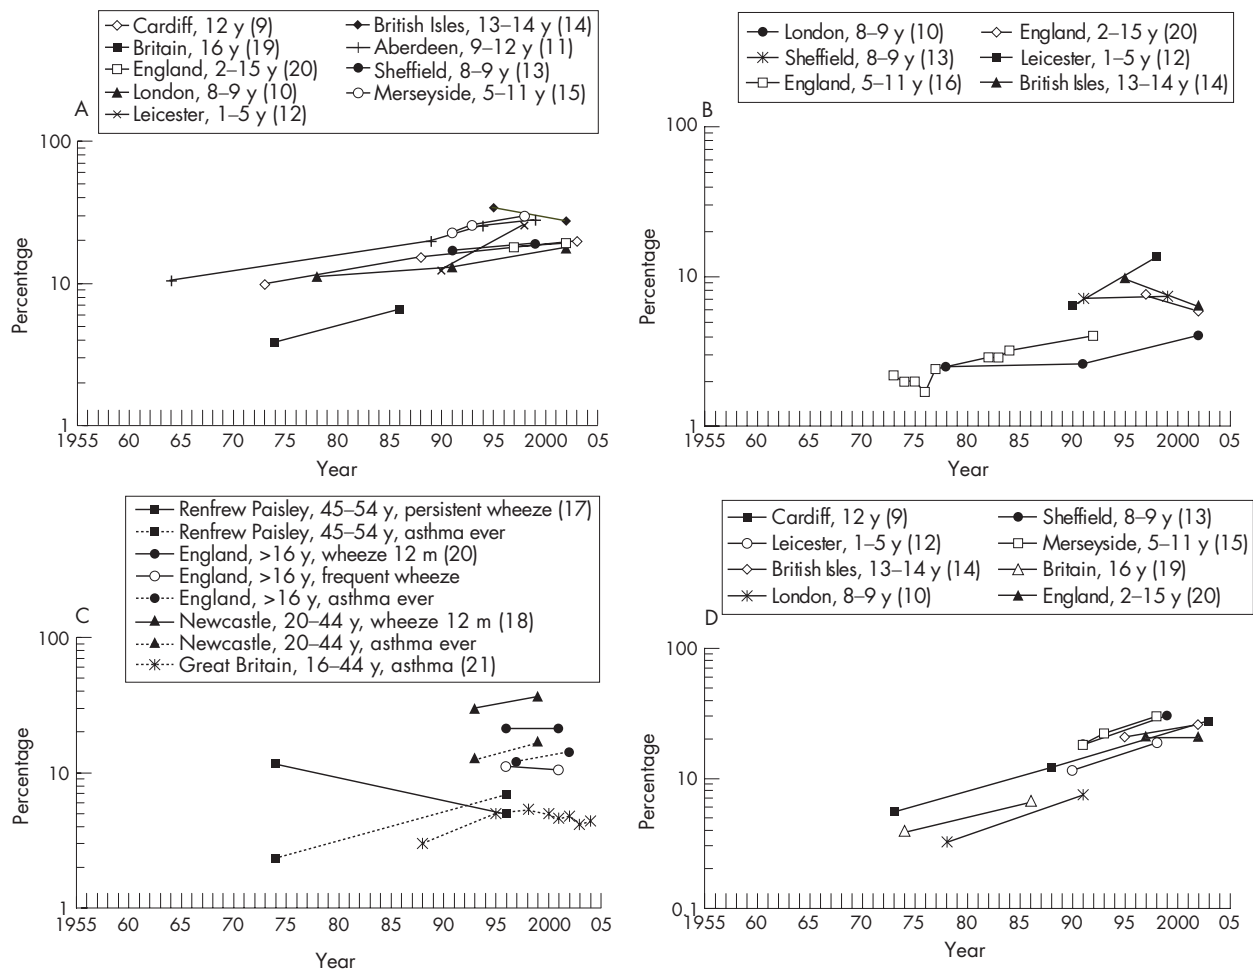 Cardiff, 12 y (9)
Britain, 16 y (19)
England, 2–15 y (20)
London, 8–9 y (10)
Leicester, 1–5 y (12)
British Isles, 13–14 y (14)
Aberdeen, 9–12 y (11)
Sheffield, 8–9 y (13)
Merseyside, 5–11 y (15)
A
100
10
1
Percentage
1955 60 65 70 75 80 85 90 95 2000 05
Year
London, 8–9 y (10)
Sheffield, 8–9 y (13)
England, 5–11 y (16)
England, 2–15 y (20)
Leicester, 1–5 y (12)
British Isles, 13–14 y (14)
B
100
10
1
Percentage
1955 60 65 70 75 80 85 90 95 2000 05
Year
Renfrew Paisley, 45–54 y, persistent wheeze (17)
Renfrew Paisley, 45–54 y, asthma ever
England, >16 y, wheeze 12 m (20)
England, >16 y, frequent wheeze
England, >16 y, asthma ever
Newcastle, 20–44 y, wheeze 12 m (18)
Newcastle, 20–44 y, asthma ever
Great Britain, 16–44 y, asthma (21)
C
100
10
1
Percentage
1955 60 65 70 75 80 85 90 95 2000 05
Year
Cardiff, 12 y (9)
Leicester, 1–5 y (12)
British Isles, 13–14 y (14)
London, 8–9 y (10)
Sheffield, 8–9 y (13)
Merseyside, 5–11 y (15)
Britain, 16 y (19)
England, 2–15 y (20)
D
100
10
0.1
Percentage
1955 60 65 70 75 80 85 90 95 2000 05
Year